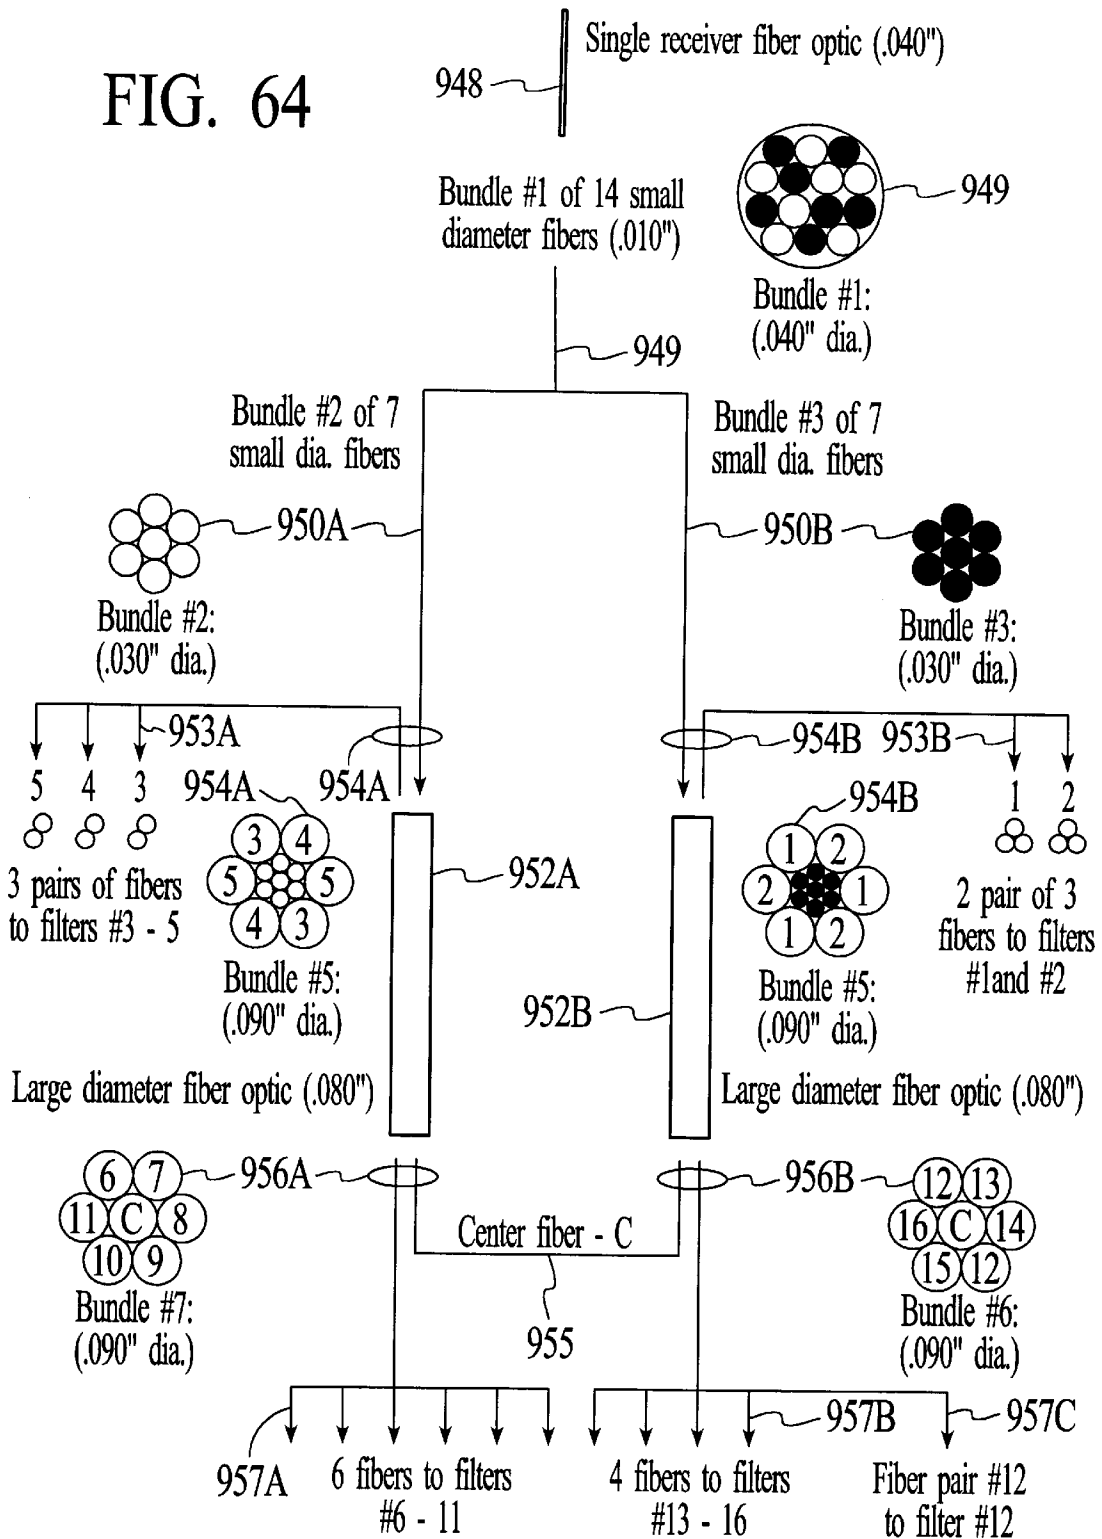 FIG. 64
948
Single receiver fiber optic (.040")
Bundle #1 of 14 small
diameter fibers (.010")
949
Bundle #1:
(.040" dia.)
949
Bundle #2 of 7
small dia. fibers
Bundle #3 of 7
small dia. fibers
950A
950B
Bundle #2:
(.030" dia.)
Bundle #3:
(.030" dia.)
953A
954A
954B
953B
5 4 3
1 2
954A
954B
3 4
5 5
4 3
1 2
2 1
1 2
952A
3 pairs of fibers
to filters #3 - 5
2 pair of 3
fibers to filters
#1and #2
Bundle #5:
(.090" dia.)
952B
Bundle #5:
(.090" dia.)
Large diameter fiber optic (.080")
Large diameter fiber optic (.080")
956A
956B
6 7
11 C 8
10 9
12 13
16 C 14
15 12
Center fiber - C
955
Bundle #7:
(.090" dia.)
Bundle #6:
(.090" dia.)
957A
957B
957C
6 fibers to filters
#6 - 11
4 fibers to filters
#13 - 16
Fiber pair #12
to filter #12